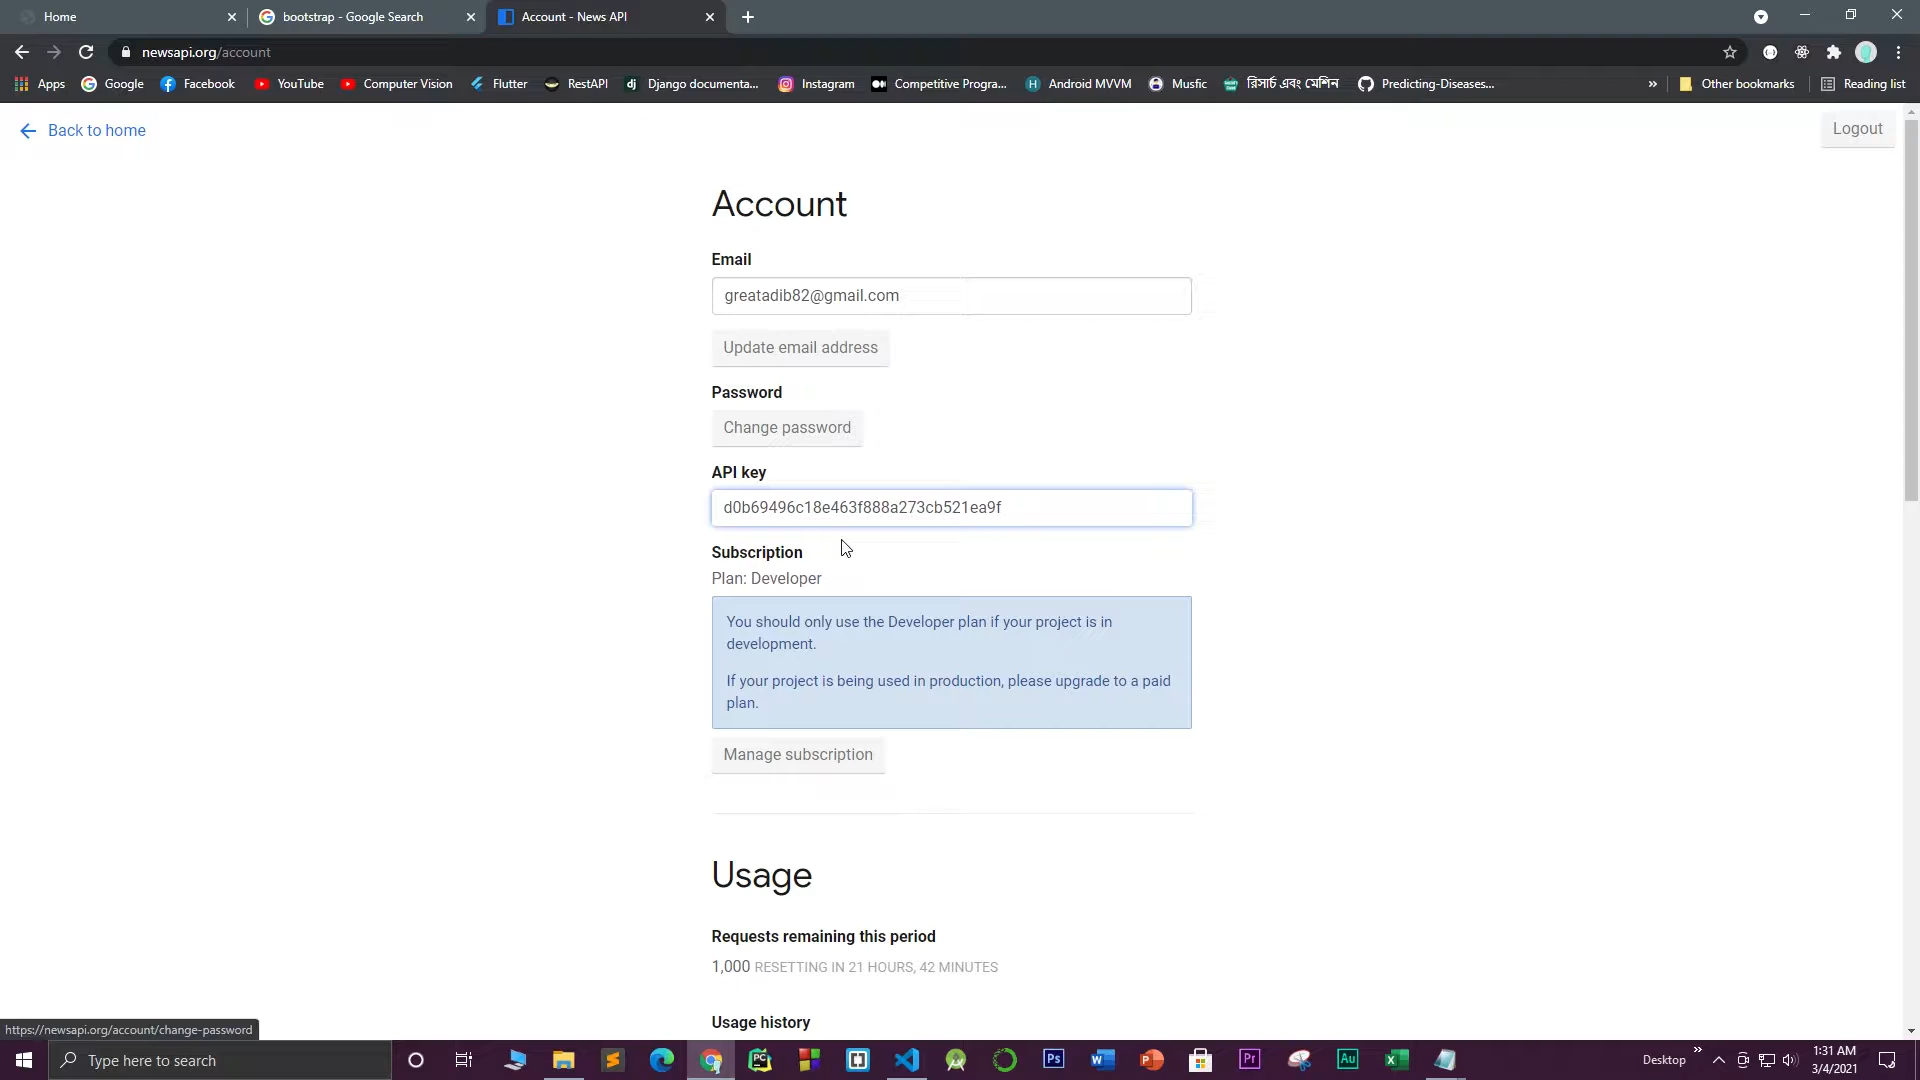 Home
bootstrap - Google Search
Account - News API
newsapi.org/account
Apps
Google
Facebook
YouTube
Computer Vision
Flutter
RestAPI
Django documenta...
Instagram
Competitive Progra...
Android MVVM
Musfic
রিসার্চ এবং মেশিন
Predicting-Diseases...
»
Other bookmarks
Reading list
Back to home
Logout
Account
Email
greatadib82@gmail.com
Update email address
Password
Change password
API key
d0b69496c18e463f888a273cb521ea9f
Subscription
Plan: Developer
You should only use the Developer plan if your project is in
development.
If your project is being used in production, please upgrade to a paid
plan.
Manage subscription
Usage
Requests remaining this period
1,000 RESETTING IN 21 HOURS, 42 MINUTES
Usage history
https://newsapi.org/account/change-password
Type here to search
Desktop
1:31 AM
3/4/2021